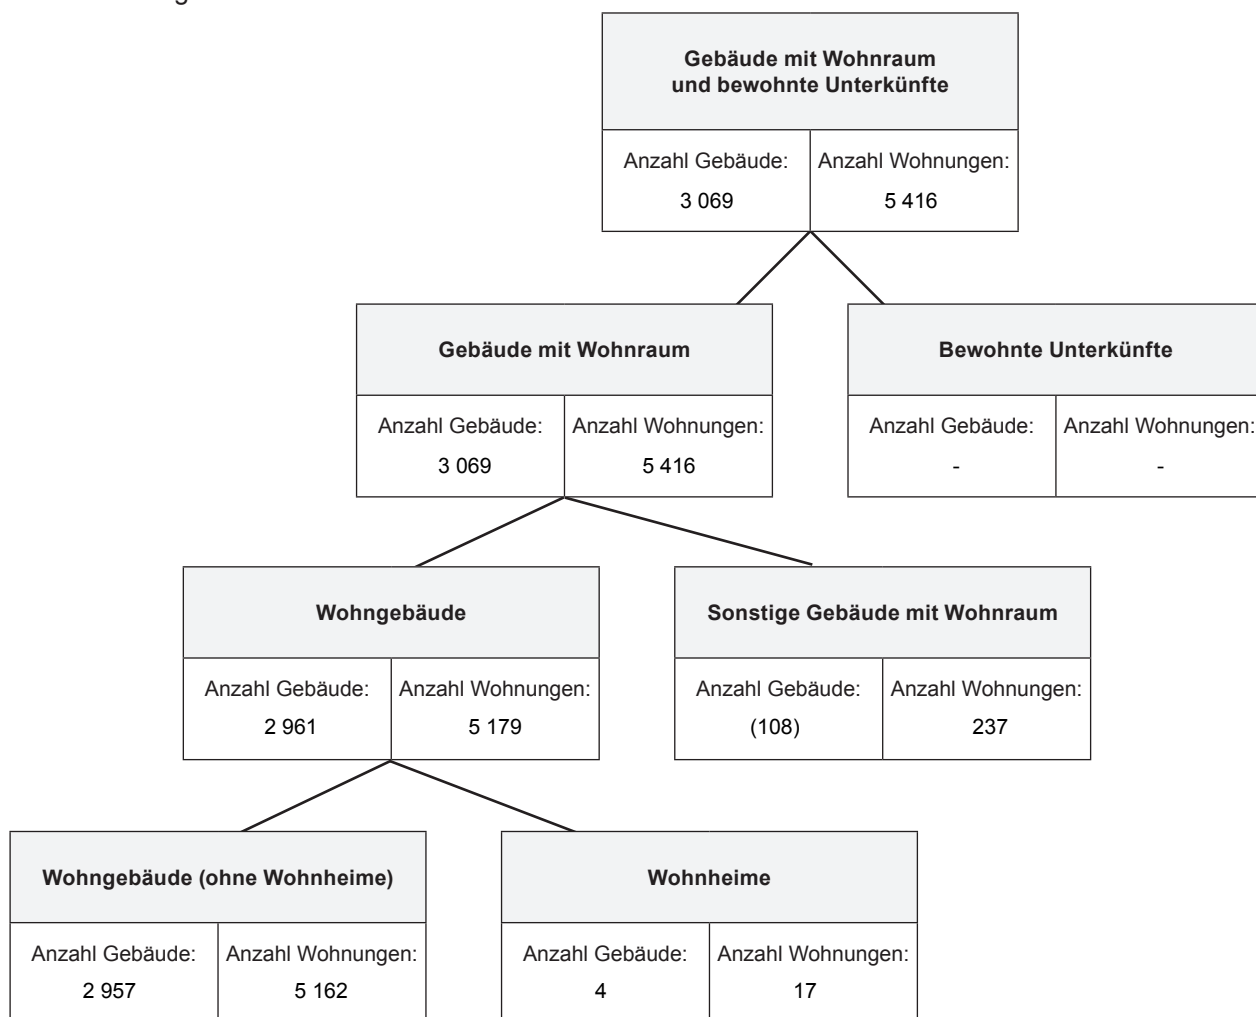 Gebäude mit Wohnraum
und bewohnte Unterkünfte
Anzahl Gebäude: Anzahl Wohnungen:
3 069 5 416
Gebäude mit Wohnraum
Anzahl Gebäude: Anzahl Wohnungen:
3 069 5 416
Bewohnte Unterkünfte
Anzahl Gebäude: Anzahl Wohnungen:
- -
Wohngebäude
Anzahl Gebäude: Anzahl Wohnungen:
2 961 5 179
Sonstige Gebäude mit Wohnraum
Anzahl Gebäude: Anzahl Wohnungen:
(108) 237
Wohngebäude (ohne Wohnheime)
Anzahl Gebäude: Anzahl Wohnungen:
2 957 5 162
Wohnheime
Anzahl Gebäude: Anzahl Wohnungen:
4 17